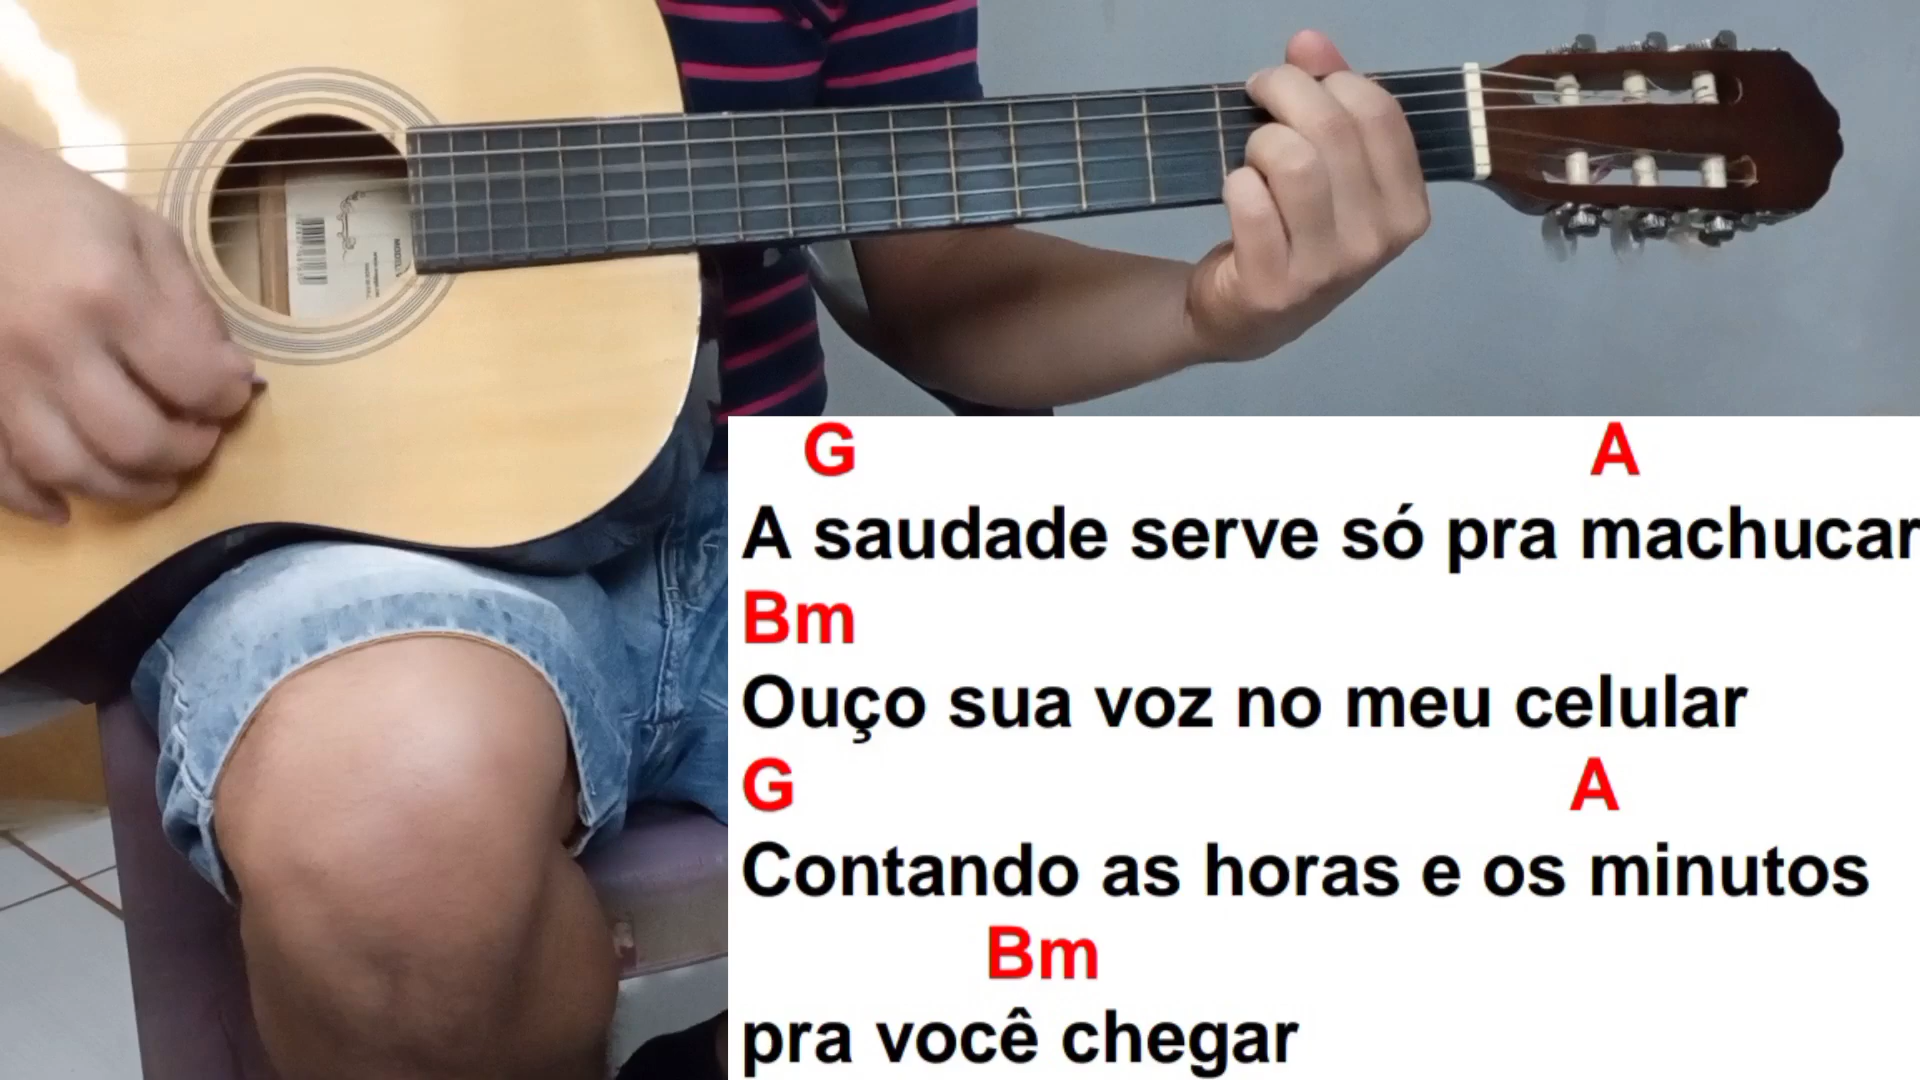 G A
A saudade serve só pra machucar
Bm
Ouço sua voz no meu celular
G A
Contando as horas e os minutos
Bm
pra você chegar